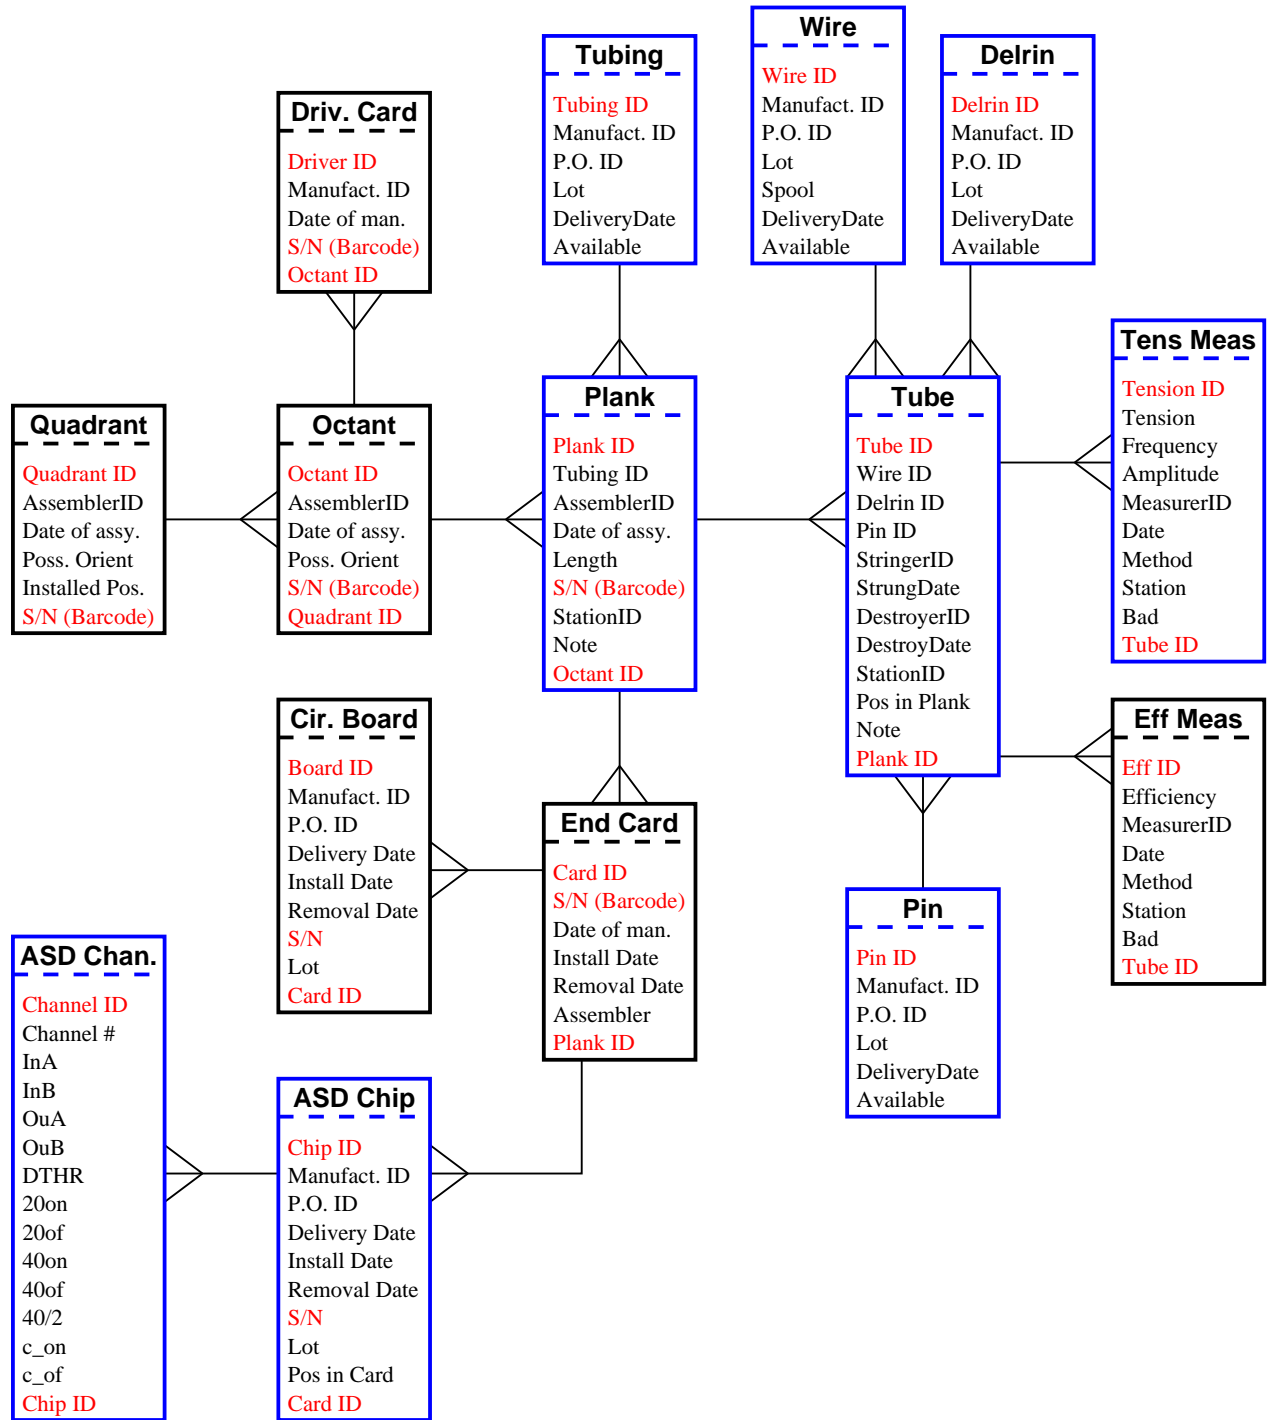 Wire
Wire ID
Manufact. ID
P.O. ID
Lot
Spool
DeliveryDate
Available
Tubing
Tubing ID
Manufact. ID
P.O. ID
Lot
DeliveryDate
Available
Delrin
Delrin ID
Manufact. ID
P.O. ID
Lot
DeliveryDate
Available
Driv. Card
Driver ID
Manufact. ID
Date of man.
S/N (Barcode)
Octant ID
Quadrant
Quadrant ID
AssemblerID
Date of assy.
Poss. Orient
Installed Pos.
S/N (Barcode)
Octant
Octant ID
AssemblerID
Date of assy.
Poss. Orient
S/N (Barcode)
Quadrant ID
Plank
Plank ID
Tubing ID
AssemblerID
Date of assy.
Length
S/N (Barcode)
StationID
Note
Octant ID
Tube
Tube ID
Wire ID
Delrin ID
Pin ID
StringerID
StrungDate
DestroyerID
DestroyDate
StationID
Pos in Plank
Note
Plank ID
Tens Meas
Tension ID
Tension
Frequency
Amplitude
MeasurerID
Date
Method
Station
Bad
Tube ID
Cir. Board
Board ID
Manufact. ID
P.O. ID
Delivery Date
Install Date
Removal Date
S/N
Lot
Card ID
End Card
Card ID
S/N (Barcode)
Date of man.
Install Date
Removal Date
Assembler
Plank ID
Eff Meas
Eff ID
Efficiency
MeasurerID
Date
Method
Station
Bad
Tube ID
Pin
Pin ID
Manufact. ID
P.O. ID
Lot
DeliveryDate
Available
ASD Chan.
Channel ID
Channel #
InA
InB
OuA
OuB
DTHR
20on
20of
40on
40of
40/2
c_on
c_of
Chip ID
ASD Chip
Chip ID
Manufact. ID
P.O. ID
Delivery Date
Install Date
Removal Date
S/N
Lot
Pos in Card
Card ID